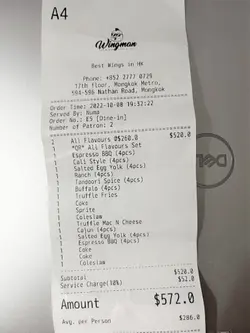 A4
Wingman
Best Wings in HK
Phone: +852 2777 0729
17th Floor, Mongkok Metro,
594-596 Nathan Road, Mongkok
Order Time: 2022-10-08 19:32:22
Served By: Numa
Order No.: E5 [Dine-in]
Number of Patron: 2
2 All Flavours @$260.0 $520.0
1 *QR* All Flavours Set
1 Espresso BBQ (4pcs)
1 Cali Style (4pcs)
1 Salted Egg Yolk (4pcs)
1 Ranch (4pcs)
1 Tandoori Spice (4pcs)
1 Buffalo (4pcs)
1 Truffle Fries
1 Coke
1 Sprite
1 Coleslaw
1 Truffle Mac N Cheese
1 Cajun (4pcs)
1 Salted Egg Yolk (4pcs)
1 Espresso BBQ (4pcs)
1 Coke
1 Coke
1 Coleslaw
Subtotal $520.0
Service Charge(10%) $52.0
Amount $572.0
Avg. per Person $286.0